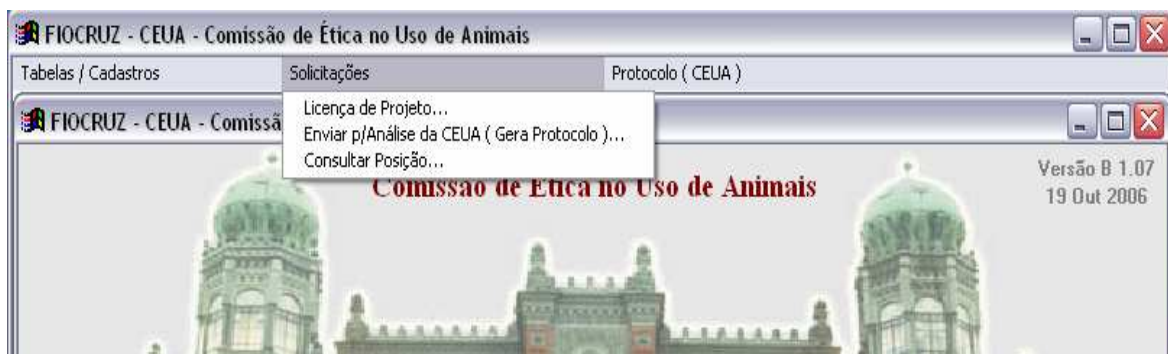 FIOCRUZ - CEUA - Comissão de Ética no Uso de Animais
Tabelas / Cadastros Solicitações Protocolo ( CEUA )
Licença de Projeto...
FIOCRUZ - CEUA - Comissã
Enviar p/Análise da CEUA ( Gera Protocolo )...
Consultar Posição...
Comissão de Ética no Uso de Animais
Versão B 1.07
19 Out 2006